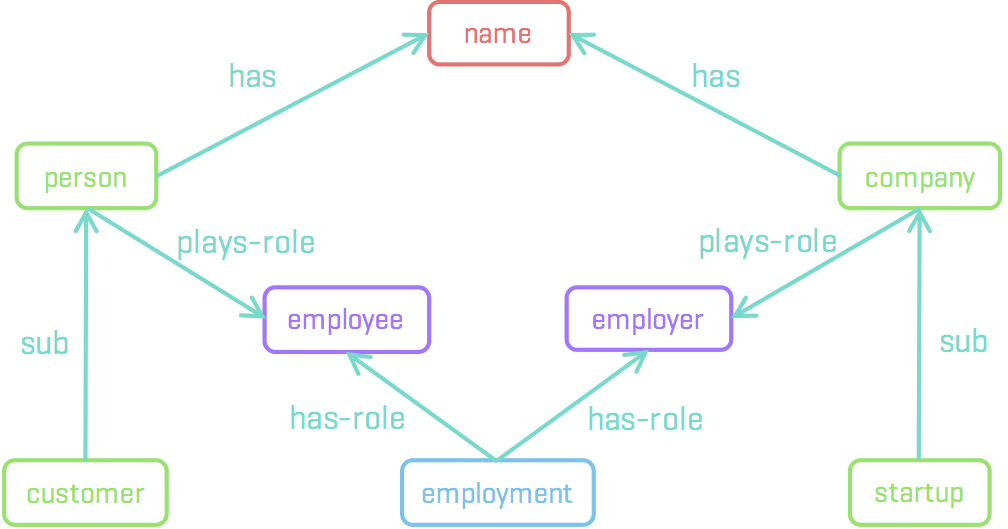 name
has
has
person
company
plays-role
plays-role
employee
employer
sub
sub
has-role
has-role
customer
employment
startup